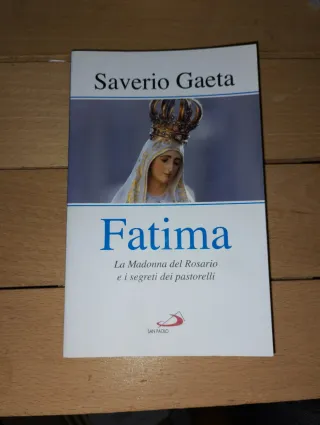 Saverio Gaeta
Fatima
La Madonna del Rosario
e i segreti dei pastorelli
SAN PAOLO